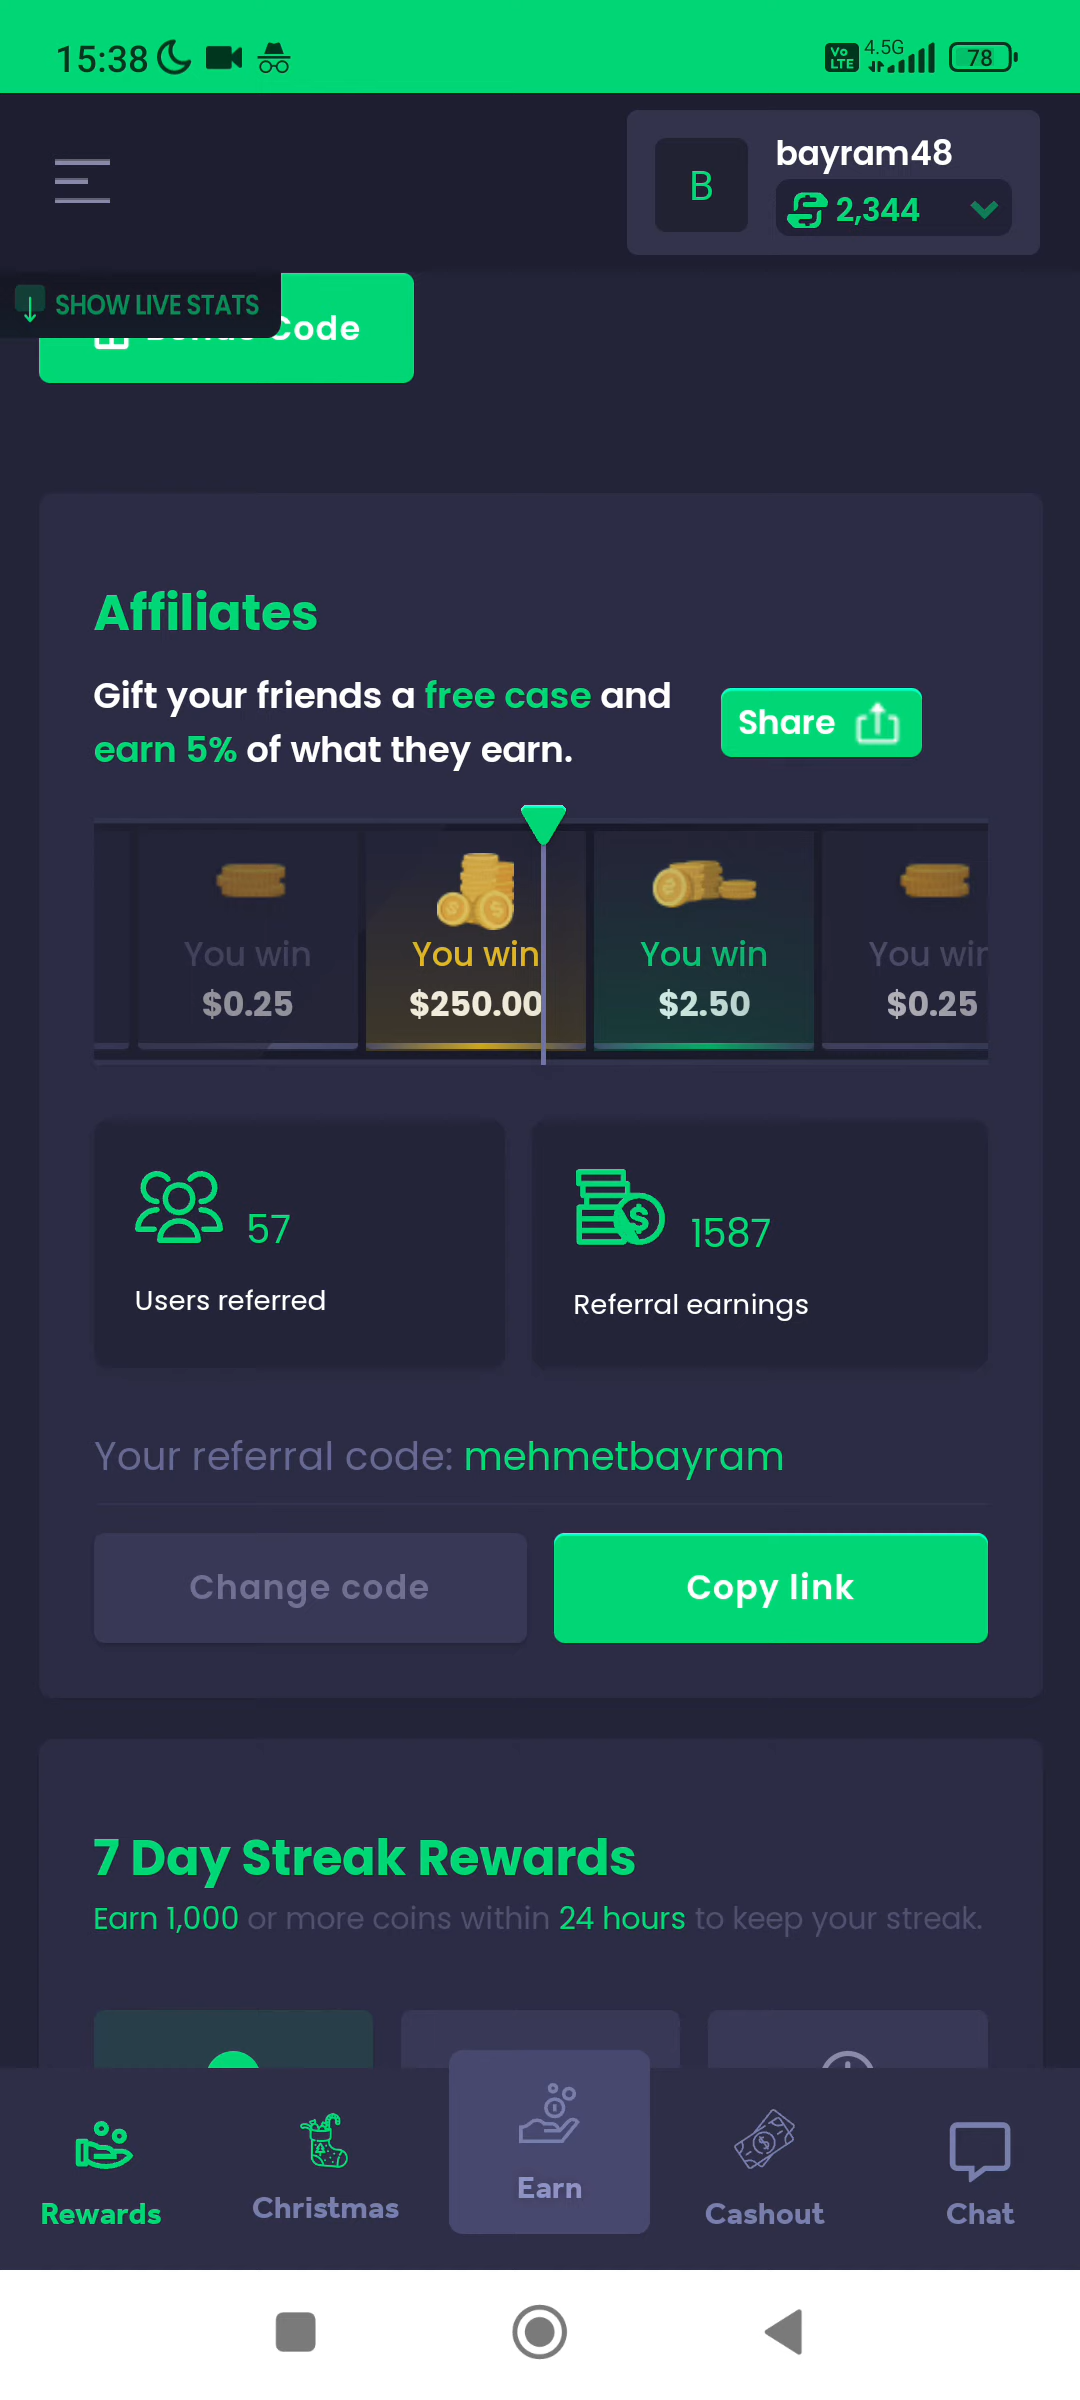 15:38
Vo LTE 4.5G 78
bayram48
B
2,344
SHOW LIVE STATS
Code
Affiliates
Gift your friends a free case and
earn 5% of what they earn.
Share
You win You win You win You win
$0.25 $250.00 $2.50 $0.25
57
1587
Users referred
Referral earnings
Your referral code: mehmetbayram
Change code
Copy link
7 Day Streak Rewards
Earn 1,000 or more coins within 24 hours to keep your streak.
Rewards
Christmas
Earn
Cashout
Chat